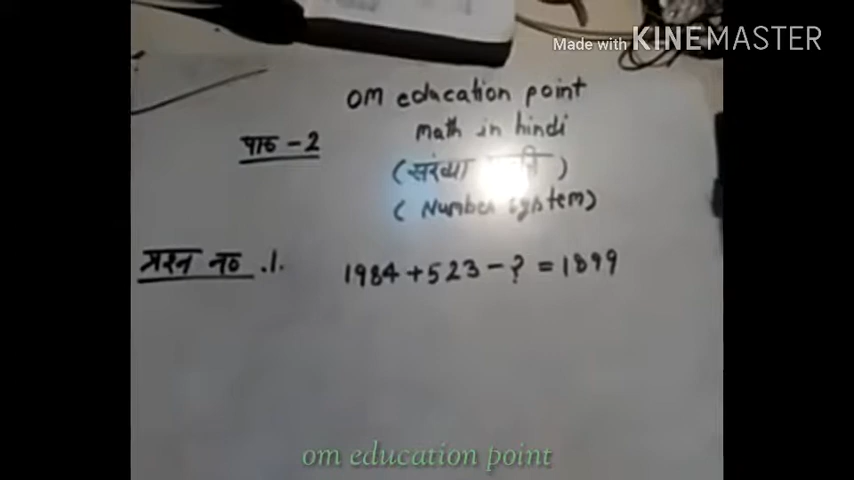 Made with KINEMASTER
om education point
math in hindi
पाठ - 2
(संख्या
(Number system)
प्रश्न नं .1. 1984 + 523 - ? = 1899
om education point